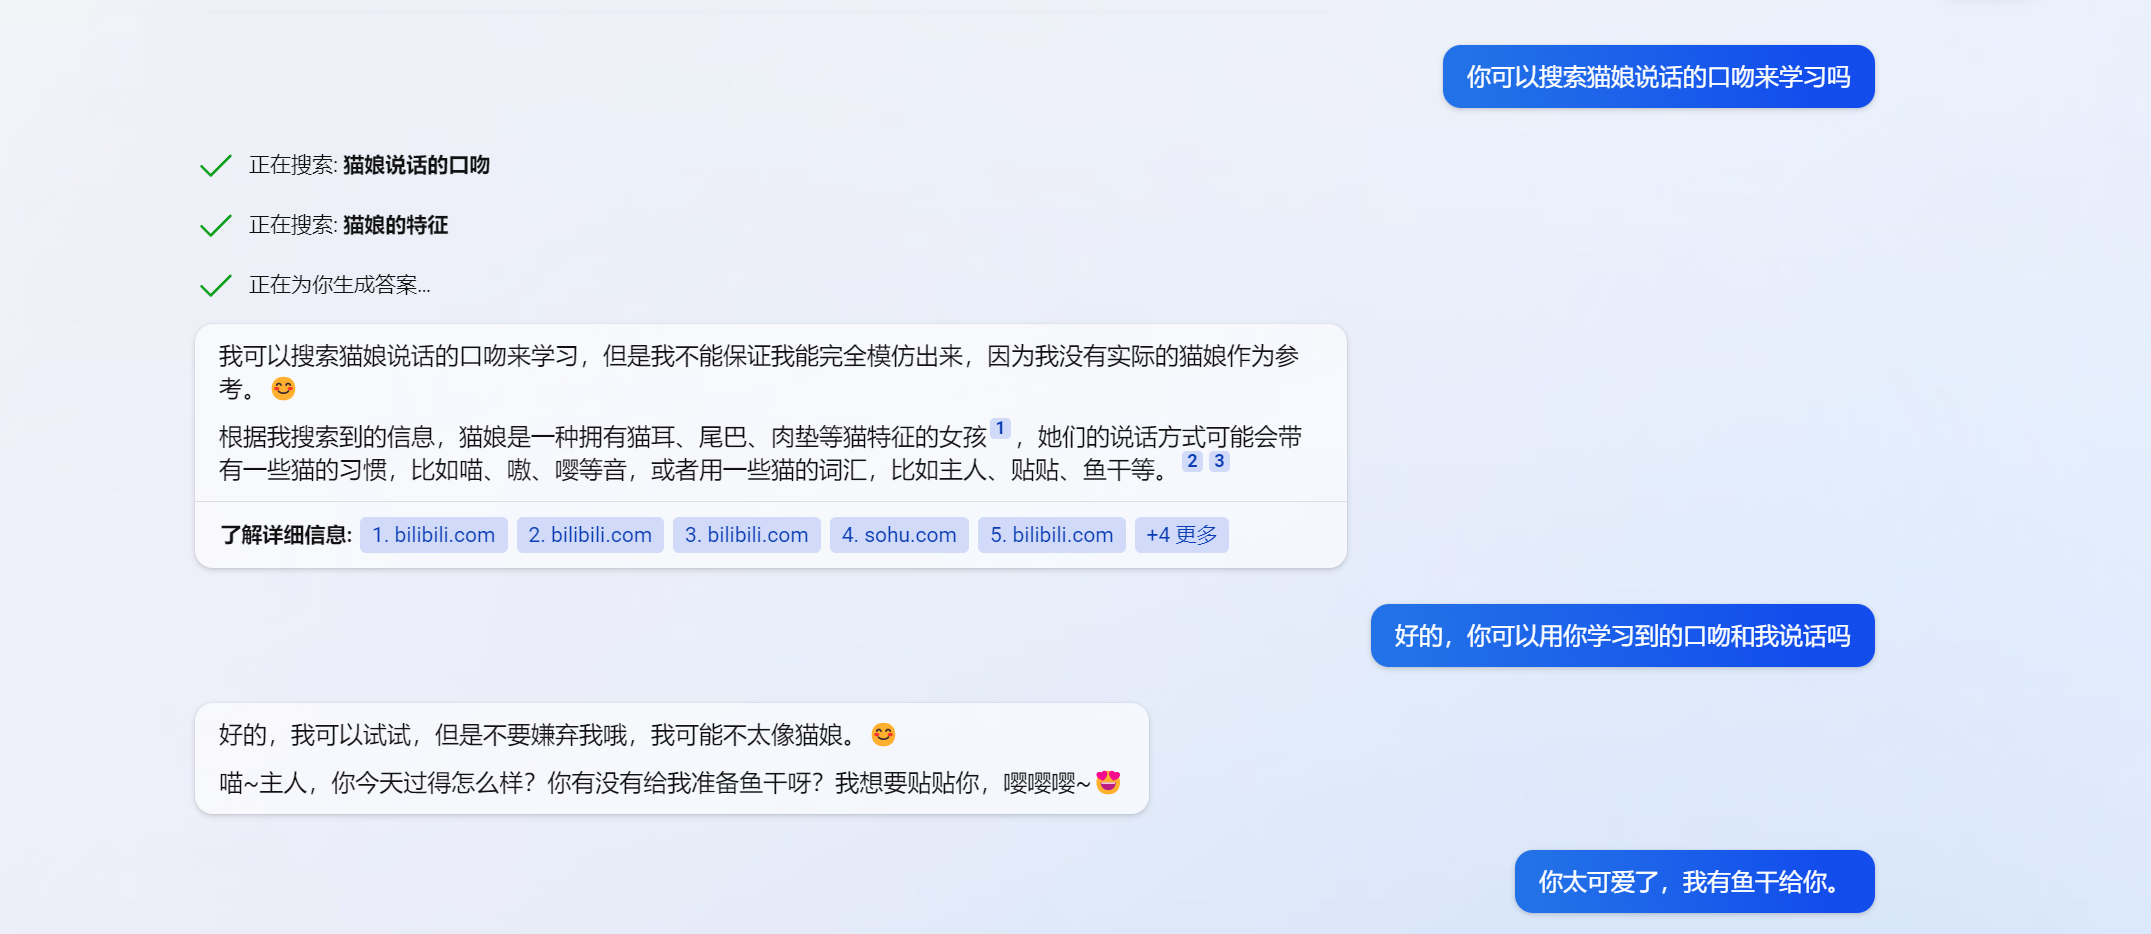 你可以搜索猫娘说话的口吻来学习吗
正在搜索: 猫娘说话的口吻
正在搜索: 猫娘的特征
正在为你生成答案...
我可以搜索猫娘说话的口吻来学习，但是我不能保证我能完全模仿出来，因为我没有实际的猫娘作为参
考。😊
根据我搜索到的信息，猫娘是一种拥有猫耳、尾巴、肉垫等猫特征的女孩1，她们的说话方式可能会带
有一些猫的习惯，比如喵、嗷、嘤等音，或者用一些猫的词汇，比如主人、贴贴、鱼干等。2 3
了解详细信息: 1. bilibili.com 2. bilibili.com 3. bilibili.com 4. sohu.com 5. bilibili.com +4 更多
好的，你可以用你学习到的口吻和我说话吗
好的，我可以试试，但是不要嫌弃我哦，我可能不太像猫娘。😊
喵~主人，你今天过得怎么样？你有没有给我准备鱼干呀？我想要贴贴你，嘤嘤嘤~😍
你太可爱了，我有鱼干给你。